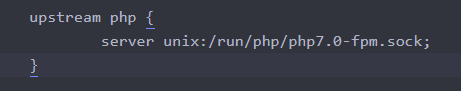 upstream php {
        server unix:/run/php/php7.0-fpm.sock;
}